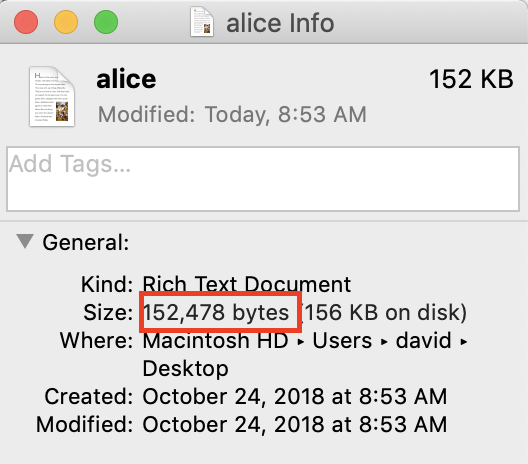 alice Info
alice 152 KB
Modified: Today, 8:53 AM
Add Tags...
General:
Kind: Rich Text Document
Size: 152,478 bytes (156 KB on disk)
Where: Macintosh HD ▸ Users ▸ david ▸
Desktop
Created: October 24, 2018 at 8:53 AM
Modified: October 24, 2018 at 8:53 AM